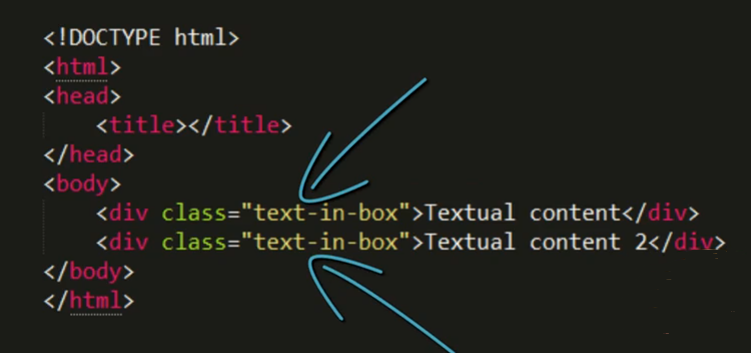 <!DOCTYPE html>
<html>
<head>
    <title></title>
</head>
<body>
    <div class="text-in-box">Textual content</div>
    <div class="text-in-box">Textual content 2</div>
</body>
</html>